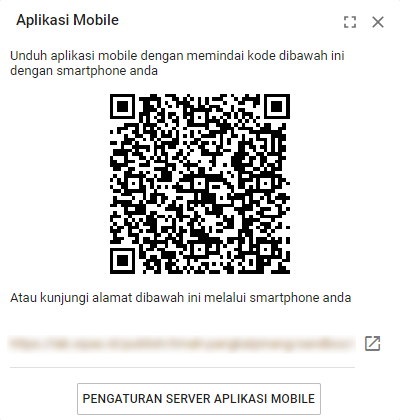 Aplikasi Mobile
Unduh aplikasi mobile dengan memindai kode dibawah ini
dengan smartphone anda
Atau kunjungi alamat dibawah ini melalui smartphone anda
PENGATURAN SERVER APLIKASI MOBILE